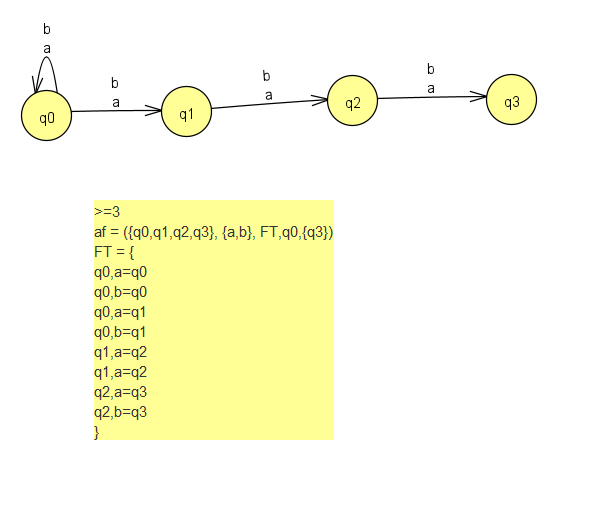 b
a
b
a
b
a
b
a
q0
q1
q2
q3
>=3
af = ({q0,q1,q2,q3}, {a,b}, FT,q0,{q3})
FT = {
q0,a=q0
q0,b=q0
q0,a=q1
q0,b=q1
q1,a=q2
q1,a=q2
q2,a=q3
q2,b=q3
}